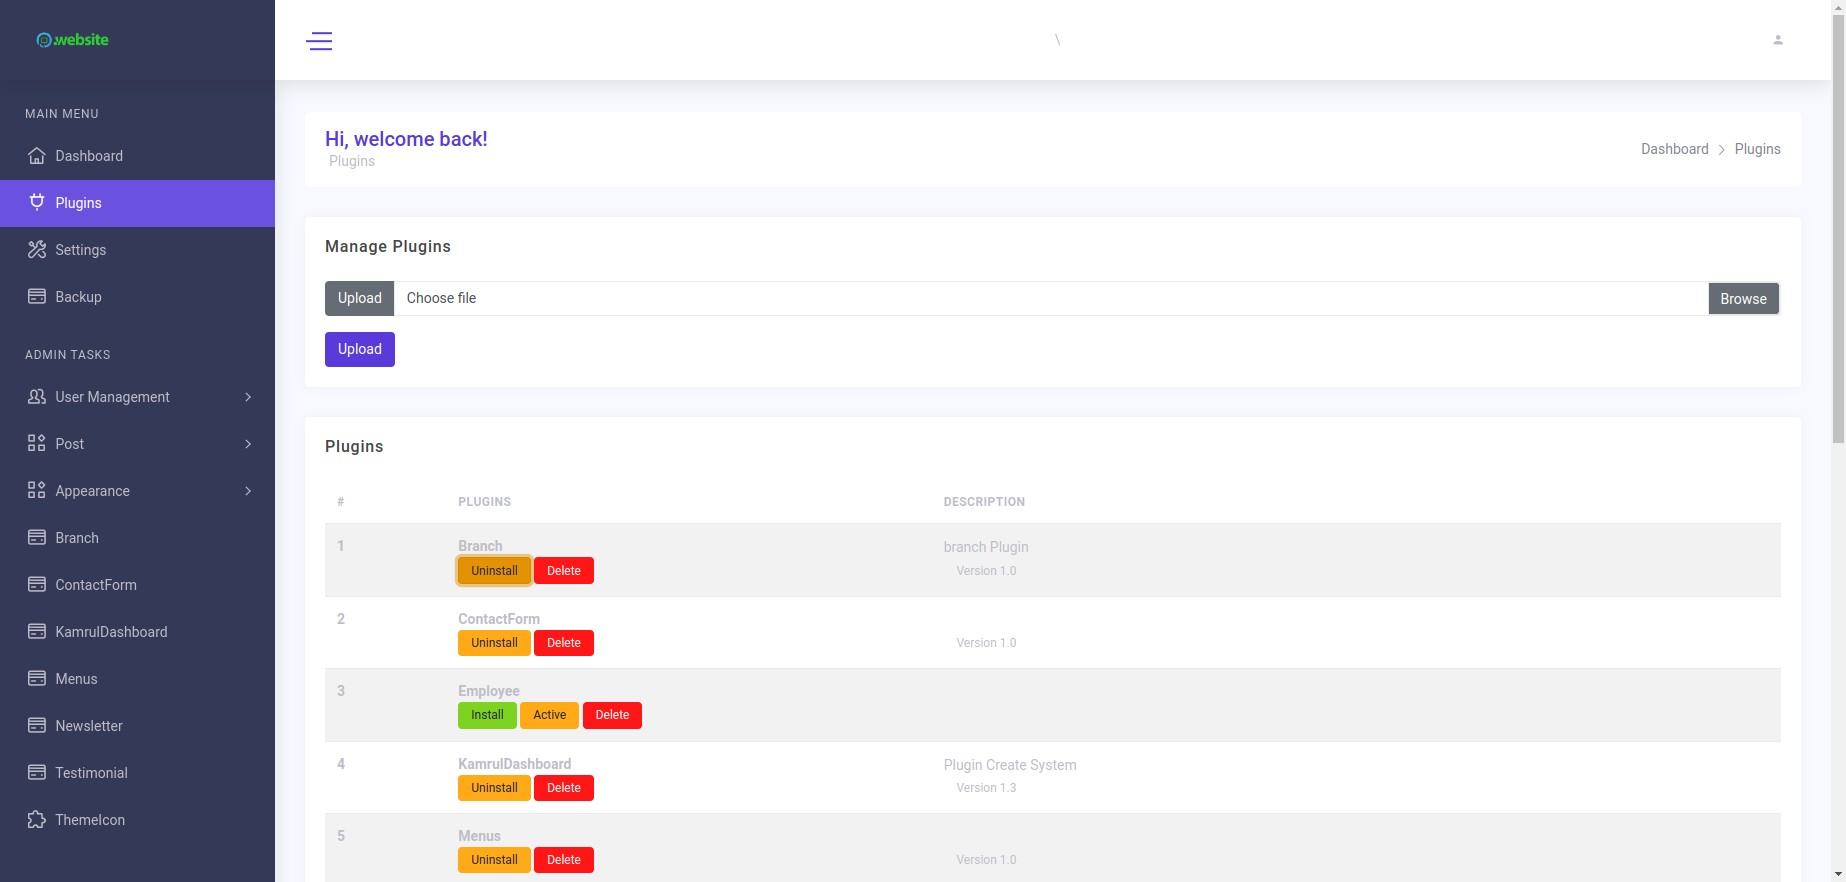 .website
\
MAIN MENU
Dashboard
Plugins
Settings
Backup
ADMIN TASKS
User Management
Post
Appearance
Branch
ContactForm
KamrulDashboard
Menus
Newsletter
Testimonial
ThemeIcon
Hi, welcome back!
Plugins
Dashboard > Plugins
Manage Plugins
Upload Choose file Browse
Upload
Plugins
# PLUGINS DESCRIPTION
1 Branch branch Plugin
Uninstall Delete Version 1.0
2 ContactForm
Uninstall Delete Version 1.0
3 Employee
Install Active Delete
4 KamrulDashboard Plugin Create System
Uninstall Delete Version 1.3
5 Menus
Uninstall Delete Version 1.0